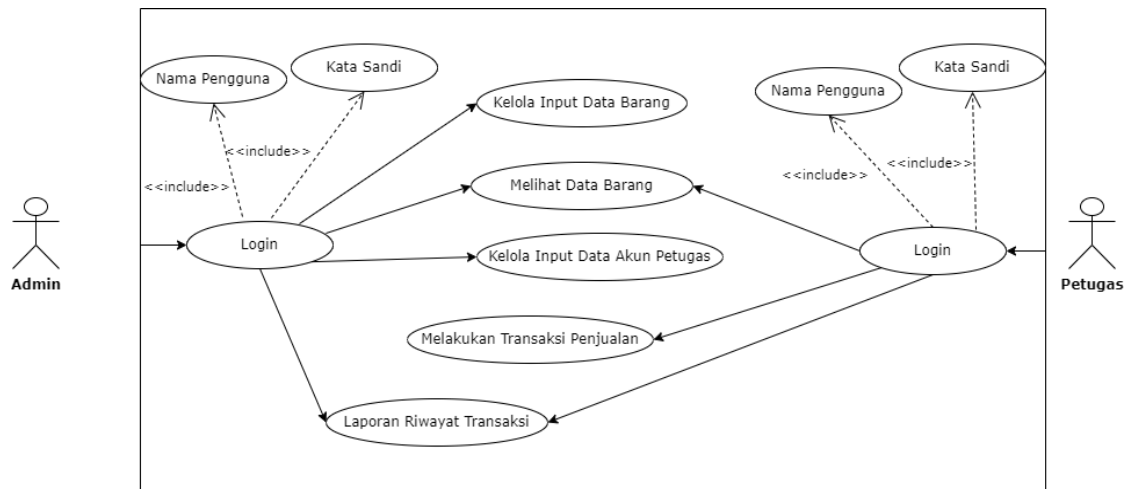 Kata Sandi
Nama Pengguna
Kata Sandi
Nama Pengguna
Kelola Input Data Barang
<<include>>
<<include>>
<<include>>
<<include>>
Melihat Data Barang
Login
Login
Kelola Input Data Akun Petugas
Admin
Petugas
Melakukan Transaksi Penjualan
Laporan Riwayat Transaksi